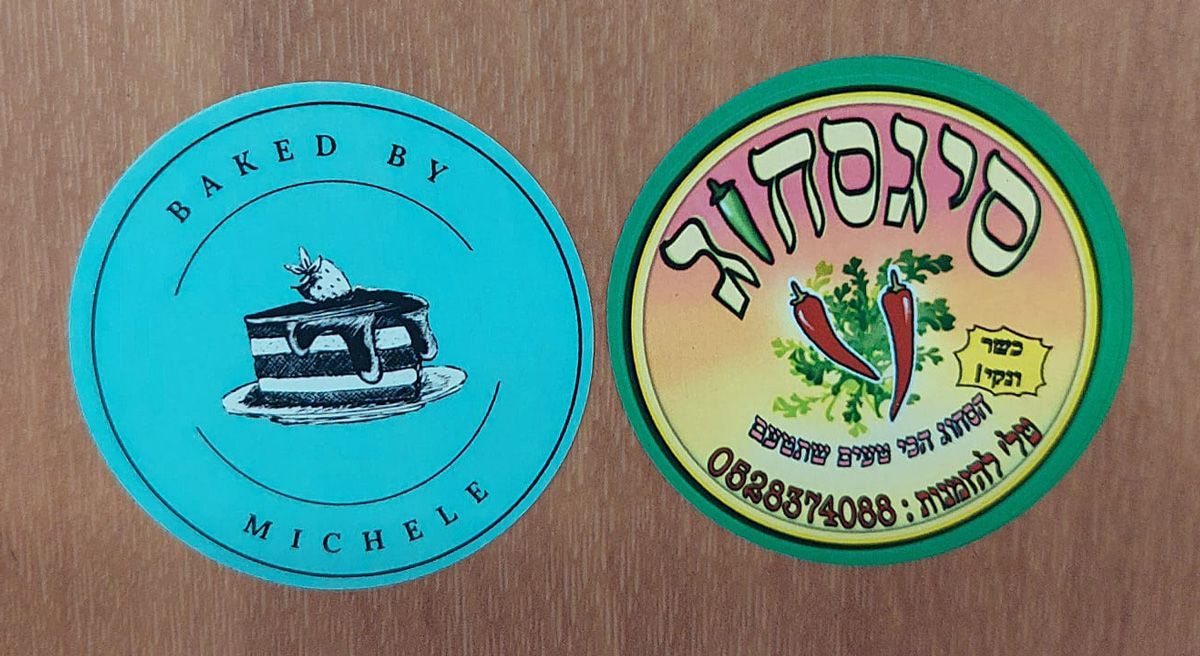 BAKED BY
MICHELE
סיגסחוג
כשר
ונקי!
הסחוג הכי טעים שתטעם
טלי להזמנות : 0528374088